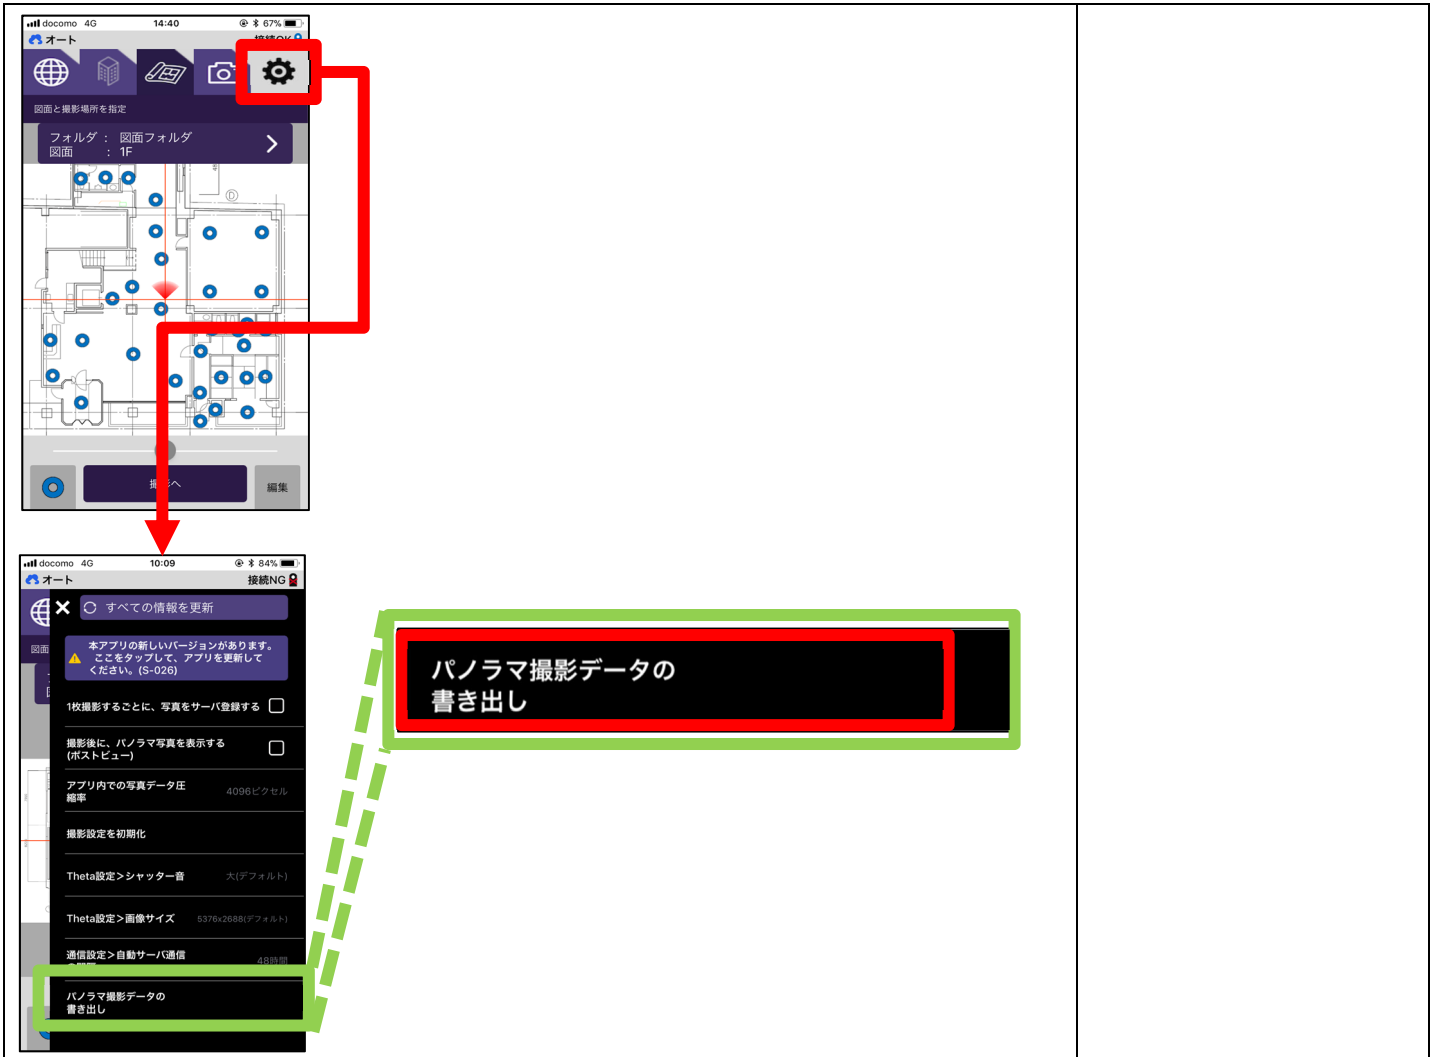 docomo 4G 14:40 67%
オート 接続OK
図面と撮影場所を指定
フォルダ : 図面フォルダ
図面 : 1F
D
撮影へ
編集
docomo 4G 10:09 84%
オート 接続NG
すべての情報を更新
図面
本アプリの新しいバージョンがあります。
ここをタップして、アプリを更新して
ください。(S-026)
1枚撮影するごとに、写真をサーバ登録する
撮影後に、パノラマ写真を表示する
(ポストビュー)
アプリ内での写真データ圧
縮率
4096ピクセル
撮影設定を初期化
Theta設定＞シャッター音 大(デフォルト)
Theta設定＞画像サイズ 5376x2688(デフォルト)
通信設定＞自動サーバ通信
48時間
パノラマ撮影データの
書き出し
パノラマ撮影データの
書き出し